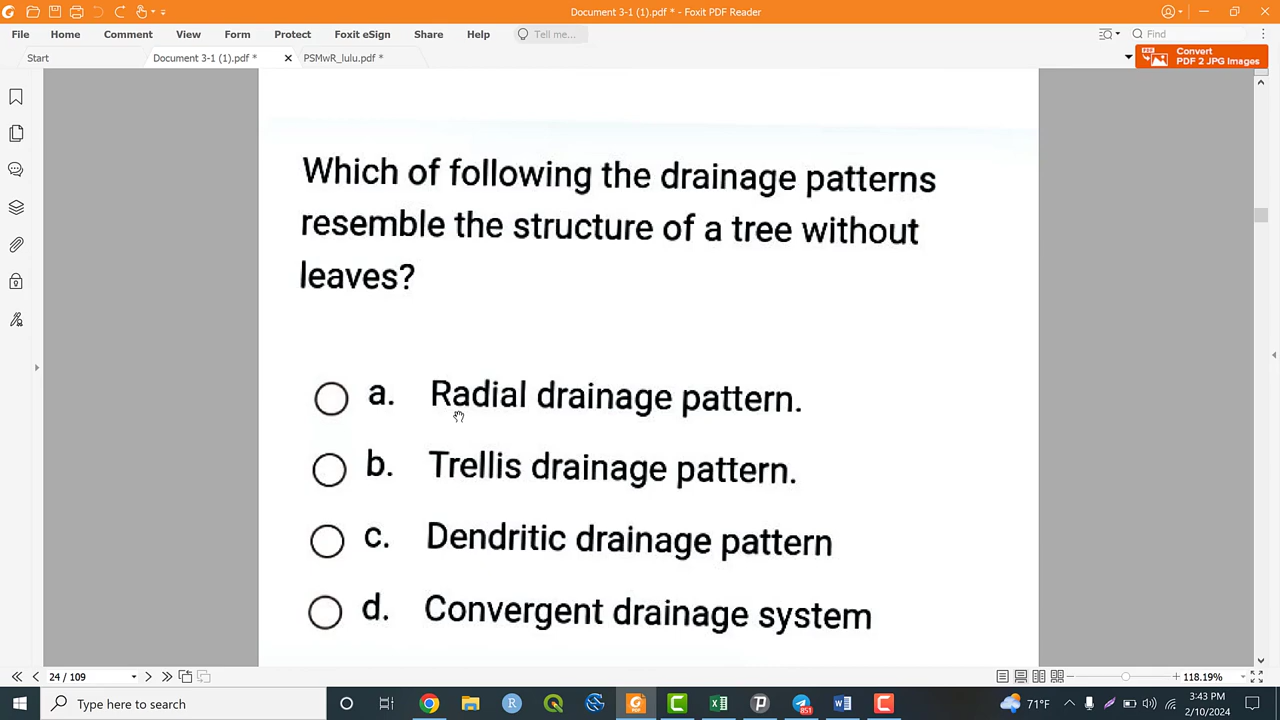 Document 3-1 (1).pdf * - Foxit PDF Reader
File Home Comment View Form Protect Foxit eSign Share Help Tell me... Find
Start Document 3-1 (1).pdf * PSMwR_lulu.pdf *
Convert
PDF 2 JPG Images
Which of following the drainage patterns
resemble the structure of a tree without
leaves?
a. Radial drainage pattern.
b. Trellis drainage pattern.
c. Dendritic drainage pattern
d. Convergent drainage system
24 / 109 118.19%
Type here to search 851 71°F 3:43 PM
2/10/2024